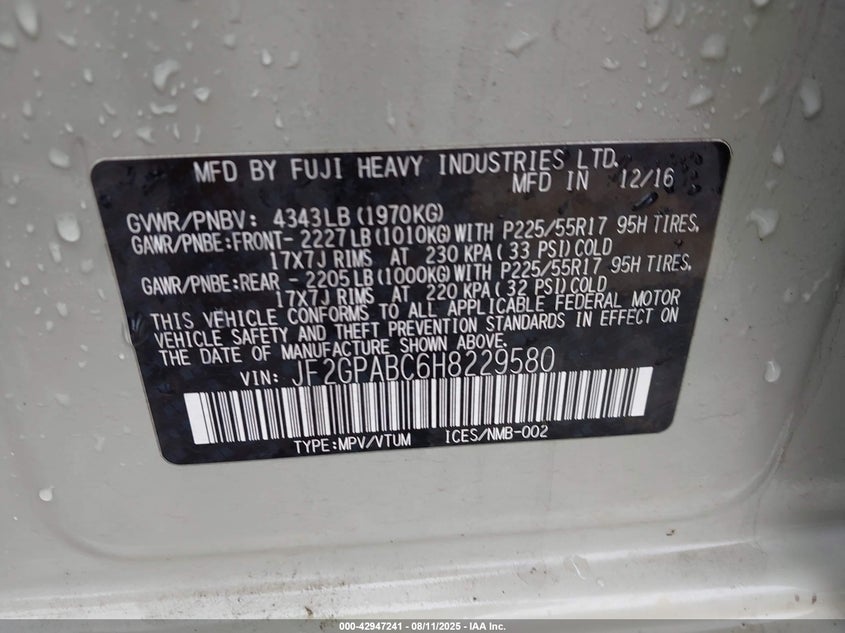 MFD BY FUJI HEAVY INDUSTRIES LTD.
MFD IN 12/16
GVWR/PNBV: 4343LB(1970KG)
GAWR/PNBE:FRONT- 2227LB(1010KG)WITH P225/55R17 95H TIRES,
17X7J RIMS AT 230 KPA(33 PSI)COLD
GAWR/PNBE:REAR - 2205LB(1000KG)WITH P225/55R17 95H TIRES,
17X7J RIMS AT 220 KPA(32 PSI)COLD
THIS VEHICLE CONFORMS TO ALL APPLICABLE FEDERAL MOTOR
VEHICLE SAFETY AND THEFT PREVENTION STANDARDS IN EFFECT ON
THE DATE OF MANUFACTURE SHOWN ABOVE.
VIN: JF2GPABC6H8229580
TYPE:MPV/VTUM ICES/NMB-002
000-42947241 - 08/11/2025 - IAA Inc.